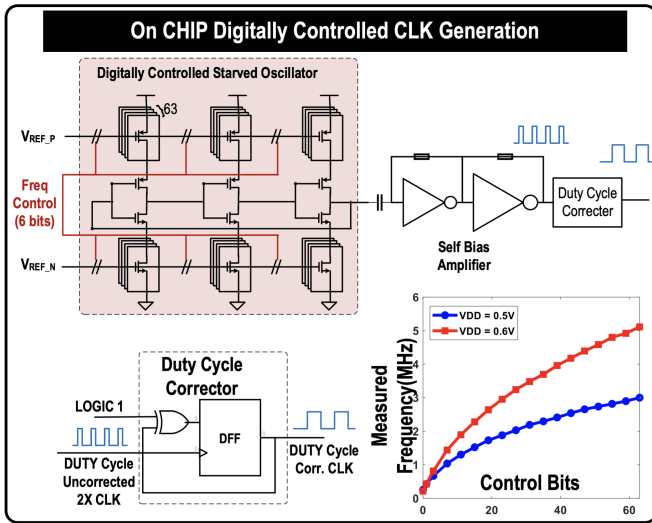 On CHIP Digitally Controlled CLK Generation
Digitally Controlled Starved Oscillator
63
VREF_P
Freq
Control
(6 bits)
VREF_N
Self Bias
Amplifier
Duty Cycle
Correcter
Duty Cycle
Corrector
LOGIC 1
DFF
DUTY Cycle
Uncorrected
2X CLK
DUTY Cycle
Corr. CLK
VDD = 0.5V
VDD = 0.6V
Measured
Frequency(MHz)
6
5
4
3
2
1
0
0
20
40
60
Control Bits